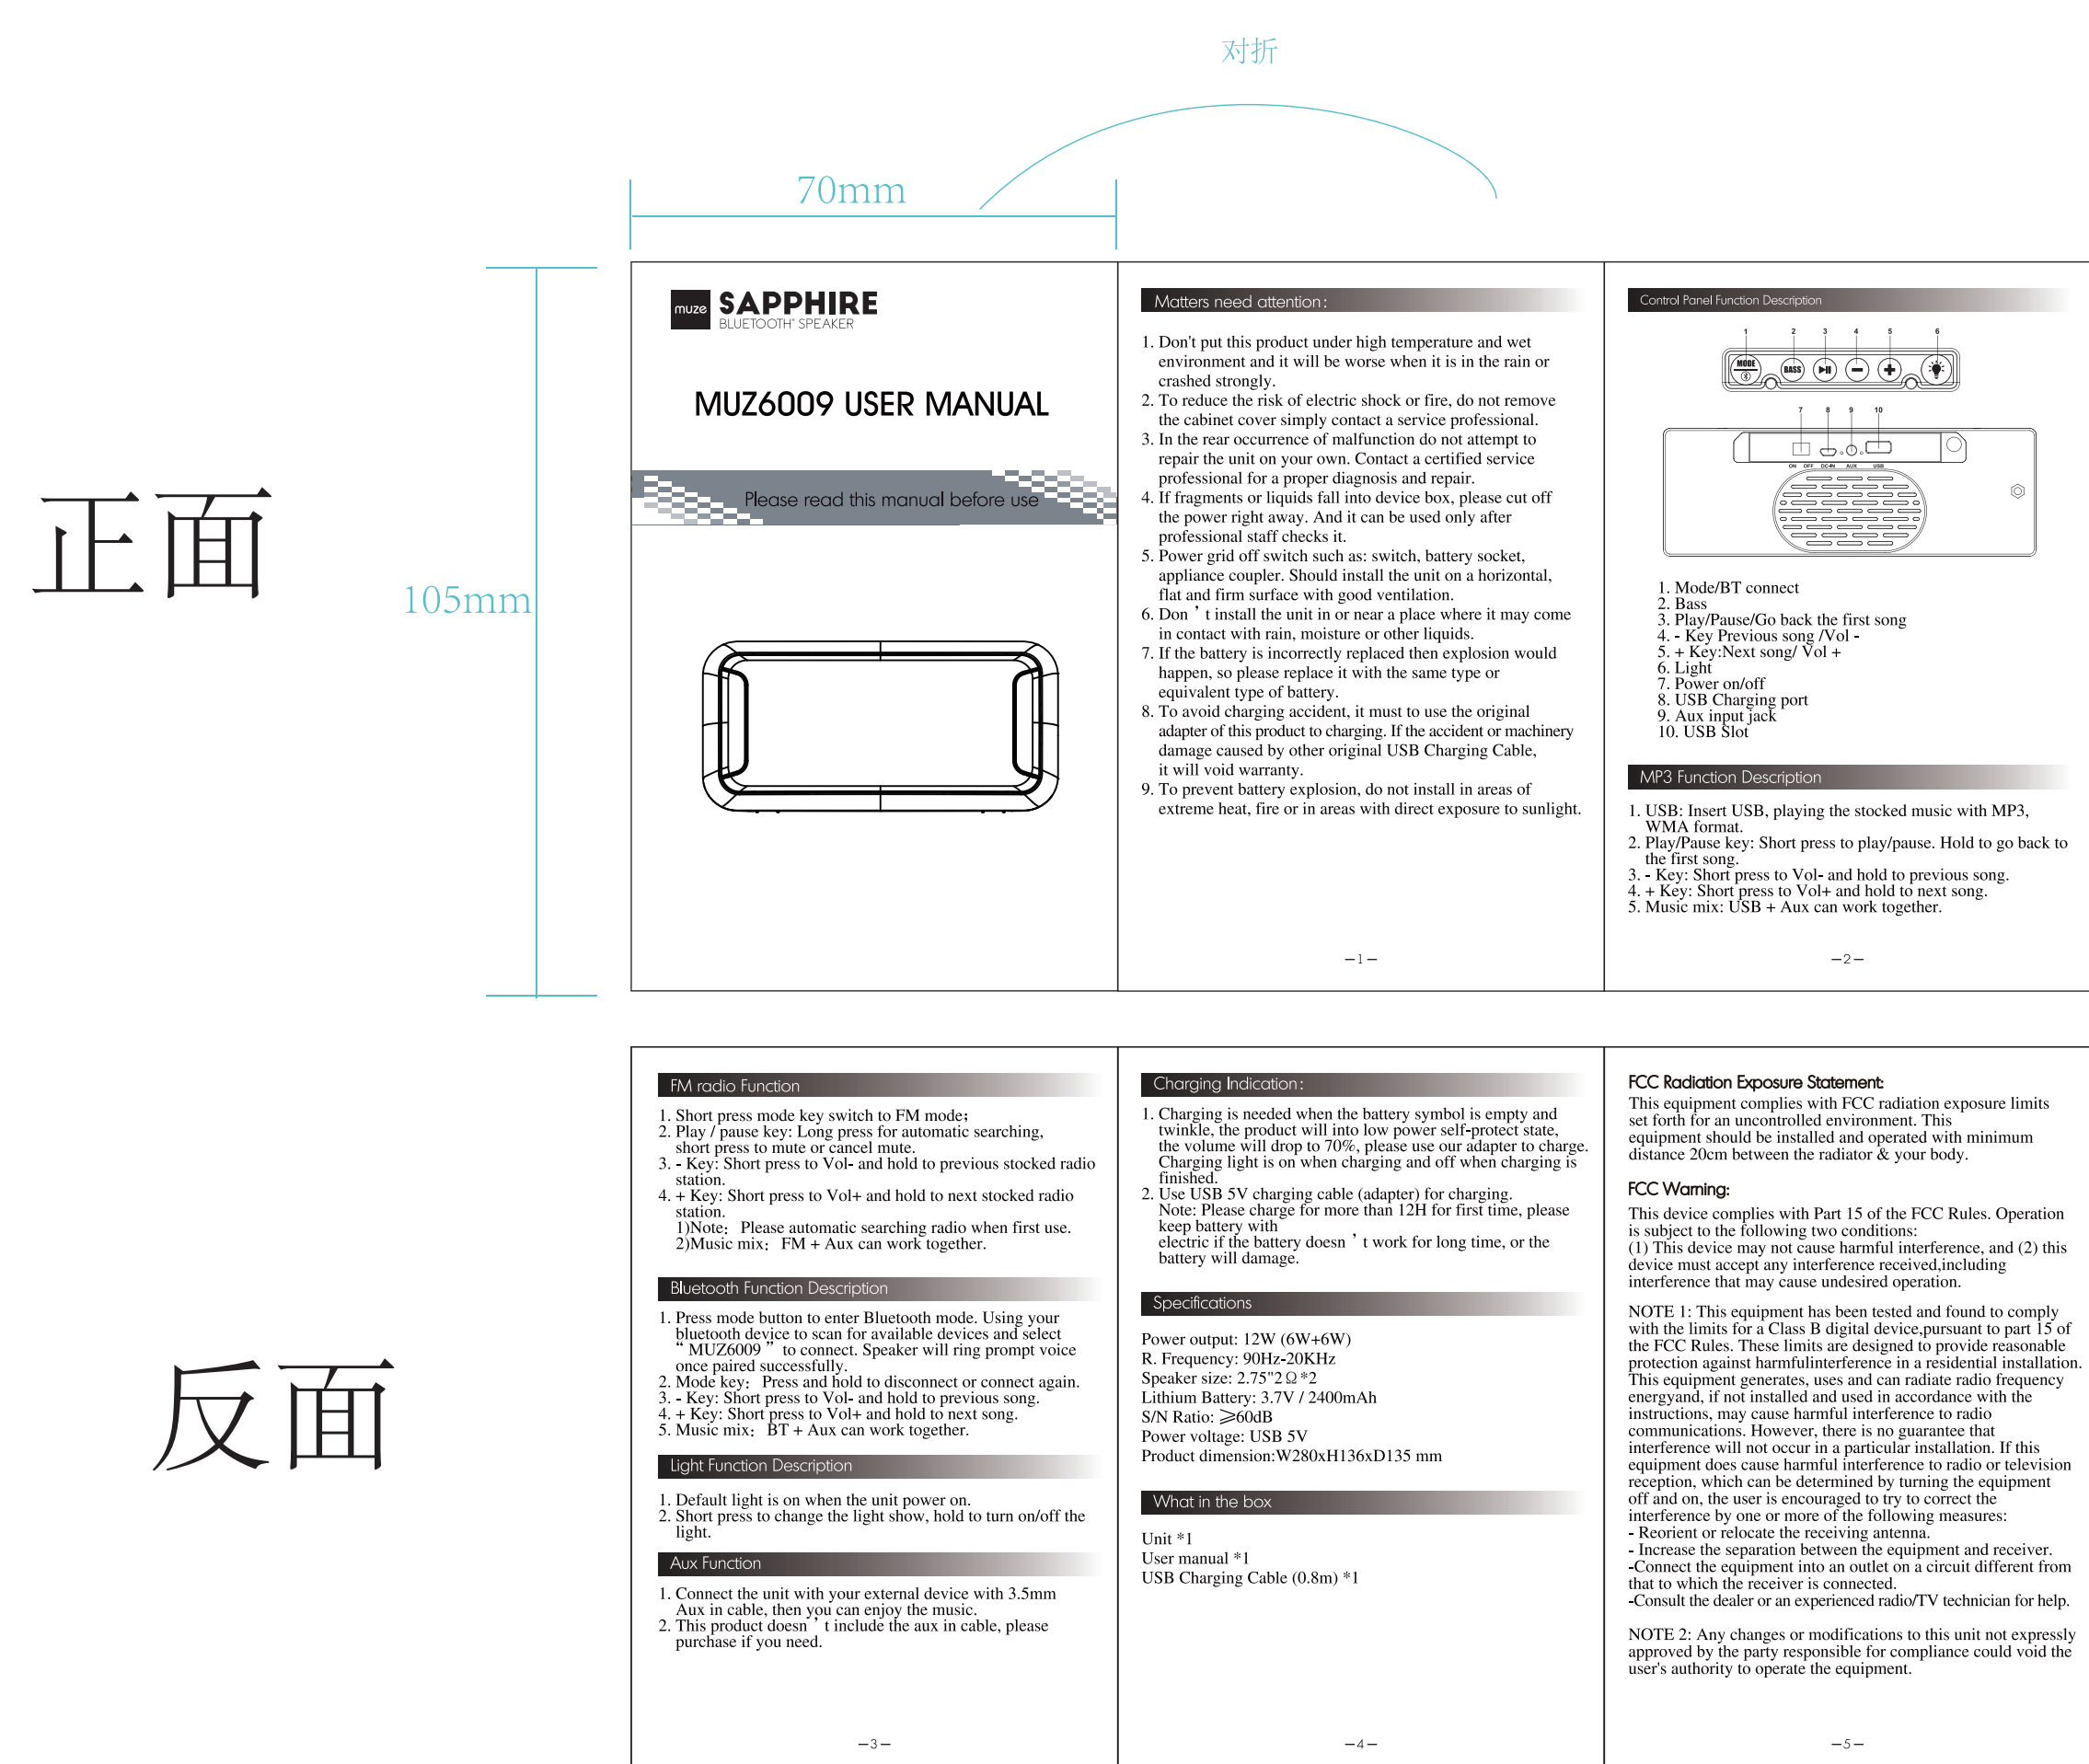 对折
70mm
105mm
正面
muze SAPPHIRE
BLUETOOTH® SPEAKER
MUZ6009 USER MANUAL
Please read this manual before use
Matters need attention:
1. Don't put this product under high temperature and wet
environment and it will be worse when it is in the rain or
crashed strongly.
2. To reduce the risk of electric shock or fire, do not remove
the cabinet cover simply contact a service professional.
3. In the rear occurrence of malfunction do not attempt to
repair the unit on your own. Contact a certified service
professional for a proper diagnosis and repair.
4. If fragments or liquids fall into device box, please cut off
the power right away. And it can be used only after
professional staff checks it.
5. Power grid off switch such as: switch, battery socket,
appliance coupler. Should install the unit on a horizontal,
flat and firm surface with good ventilation.
6. Don ’ t install the unit in or near a place where it may come
in contact with rain, moisture or other liquids.
7. If the battery is incorrectly replaced then explosion would
happen, so please replace it with the same type or
equivalent type of battery.
8. To avoid charging accident, it must to use the original
adapter of this product to charging. If the accident or machinery
damage caused by other original USB Charging Cable,
it will void warranty.
9. To prevent battery explosion, do not install in areas of
extreme heat, fire or in areas with direct exposure to sunlight.
－1－
Control Panel Function Description
1 2 3 4 5 6
MODE BASS
7 8 9 10
ON OFF DC-IN AUX USB
1. Mode/BT connect
2. Bass
3. Play/Pause/Go back the first song
4. - Key Previous song /Vol -
5. + Key:Next song/ Vol +
6. Light
7. Power on/off
8. USB Charging port
9. Aux input jack
10. USB Slot
MP3 Function Description
1. USB: Insert USB, playing the stocked music with MP3,
WMA format.
2. Play/Pause key: Short press to play/pause. Hold to go back to
the first song.
3. - Key: Short press to Vol- and hold to previous song.
4. + Key: Short press to Vol+ and hold to next song.
5. Music mix: USB + Aux can work together.
－2－
反面
FM radio Function
1. Short press mode key switch to FM mode；
2. Play / pause key: Long press for automatic searching,
short press to mute or cancel mute.
3. - Key: Short press to Vol- and hold to previous stocked radio
station.
4. + Key: Short press to Vol+ and hold to next stocked radio
station.
1)Note： Please automatic searching radio when first use.
2)Music mix： FM + Aux can work together.
Bluetooth Function Description
1. Press mode button to enter Bluetooth mode. Using your
bluetooth device to scan for available devices and select
“ MUZ6009 ” to connect. Speaker will ring prompt voice
once paired successfully.
2. Mode key： Press and hold to disconnect or connect again.
3. - Key: Short press to Vol- and hold to previous song.
4. + Key: Short press to Vol+ and hold to next song.
5. Music mix： BT + Aux can work together.
Light Function Description
1. Default light is on when the unit power on.
2. Short press to change the light show, hold to turn on/off the
light.
Aux Function
1. Connect the unit with your external device with 3.5mm
Aux in cable, then you can enjoy the music.
2. This product doesn ’ t include the aux in cable, please
purchase if you need.
－3－
Charging Indication:
1. Charging is needed when the battery symbol is empty and
twinkle, the product will into low power self-protect state,
the volume will drop to 70%, please use our adapter to charge.
Charging light is on when charging and off when charging is
finished.
2. Use USB 5V charging cable (adapter) for charging.
Note: Please charge for more than 12H for first time, please
keep battery with
electric if the battery doesn ’ t work for long time, or the
battery will damage.
Specifications
Power output: 12W (6W+6W)
R. Frequency: 90Hz-20KHz
Speaker size: 2.75"2Ω*2
Lithium Battery: 3.7V / 2400mAh
S/N Ratio: ≥60dB
Power voltage: USB 5V
Product dimension:W280xH136xD135 mm
What in the box
Unit *1
User manual *1
USB Charging Cable (0.8m) *1
－4－
FCC Radiation Exposure Statement:
This equipment complies with FCC radiation exposure limits
set forth for an uncontrolled environment. This
equipment should be installed and operated with minimum
distance 20cm between the radiator & your body.
FCC Warning:
This device complies with Part 15 of the FCC Rules. Operation
is subject to the following two conditions:
(1) This device may not cause harmful interference, and (2) this
device must accept any interference received,including
interference that may cause undesired operation.
NOTE 1: This equipment has been tested and found to comply
with the limits for a Class B digital device,pursuant to part 15 of
the FCC Rules. These limits are designed to provide reasonable
protection against harmfulinterference in a residential installation.
This equipment generates, uses and can radiate radio frequency
energyand, if not installed and used in accordance with the
instructions, may cause harmful interference to radio
communications. However, there is no guarantee that
interference will not occur in a particular installation. If this
equipment does cause harmful interference to radio or television
reception, which can be determined by turning the equipment
off and on, the user is encouraged to try to correct the
interference by one or more of the following measures:
- Reorient or relocate the receiving antenna.
- Increase the separation between the equipment and receiver.
-Connect the equipment into an outlet on a circuit different from
that to which the receiver is connected.
-Consult the dealer or an experienced radio/TV technician for help.
NOTE 2: Any changes or modifications to this unit not expressly
approved by the party responsible for compliance could void the
user's authority to operate the equipment.
－5－